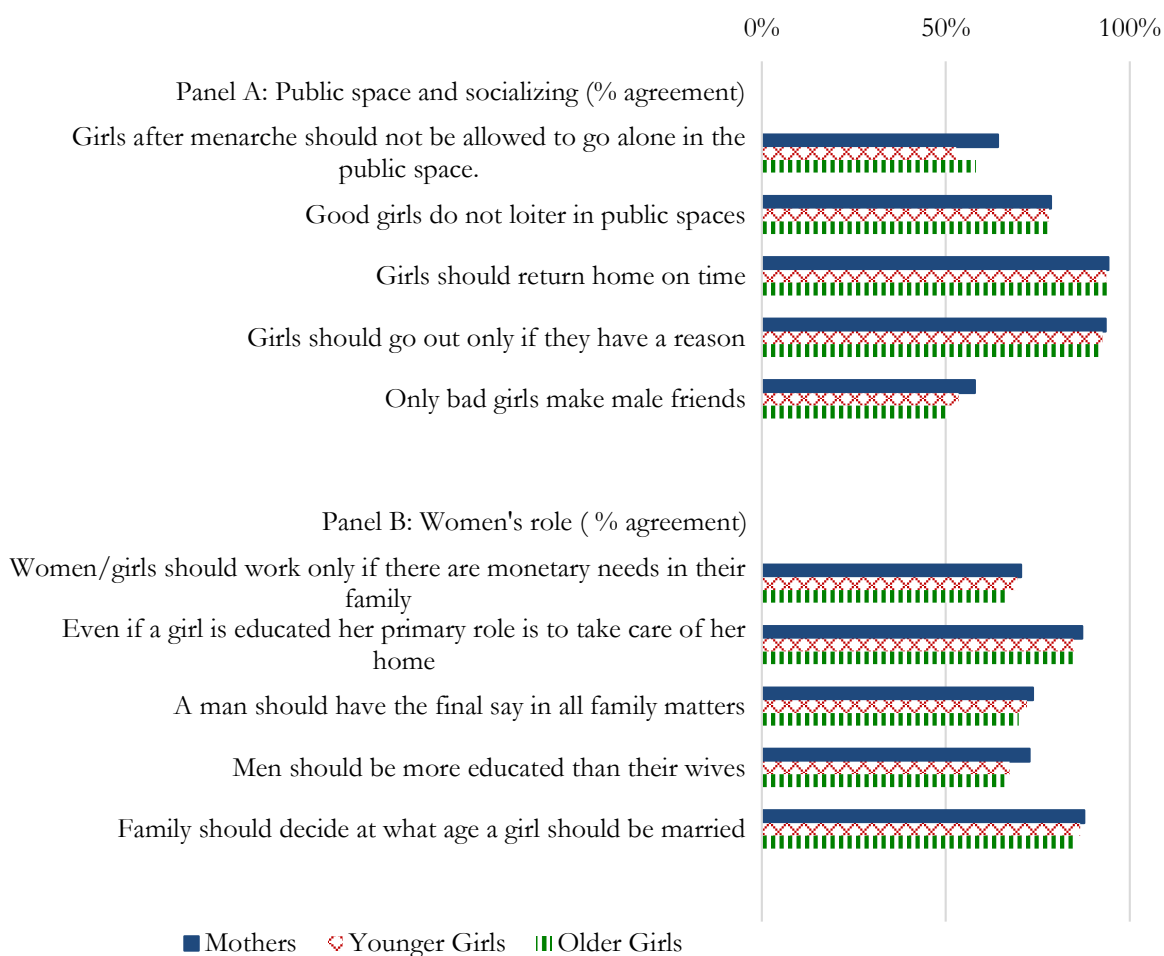 0% 50% 100%
Panel A: Public space and socializing (% agreement)
Girls after menarche should not be allowed to go alone in the
public space.
Good girls do not loiter in public spaces
Girls should return home on time
Girls should go out only if they have a reason
Only bad girls make male friends
Panel B: Women's role ( % agreement)
Women/girls should work only if there are monetary needs in their
family
Even if a girl is educated her primary role is to take care of her
home
A man should have the final say in all family matters
Men should be more educated than their wives
Family should decide at what age a girl should be married
Mothers Younger Girls Older Girls